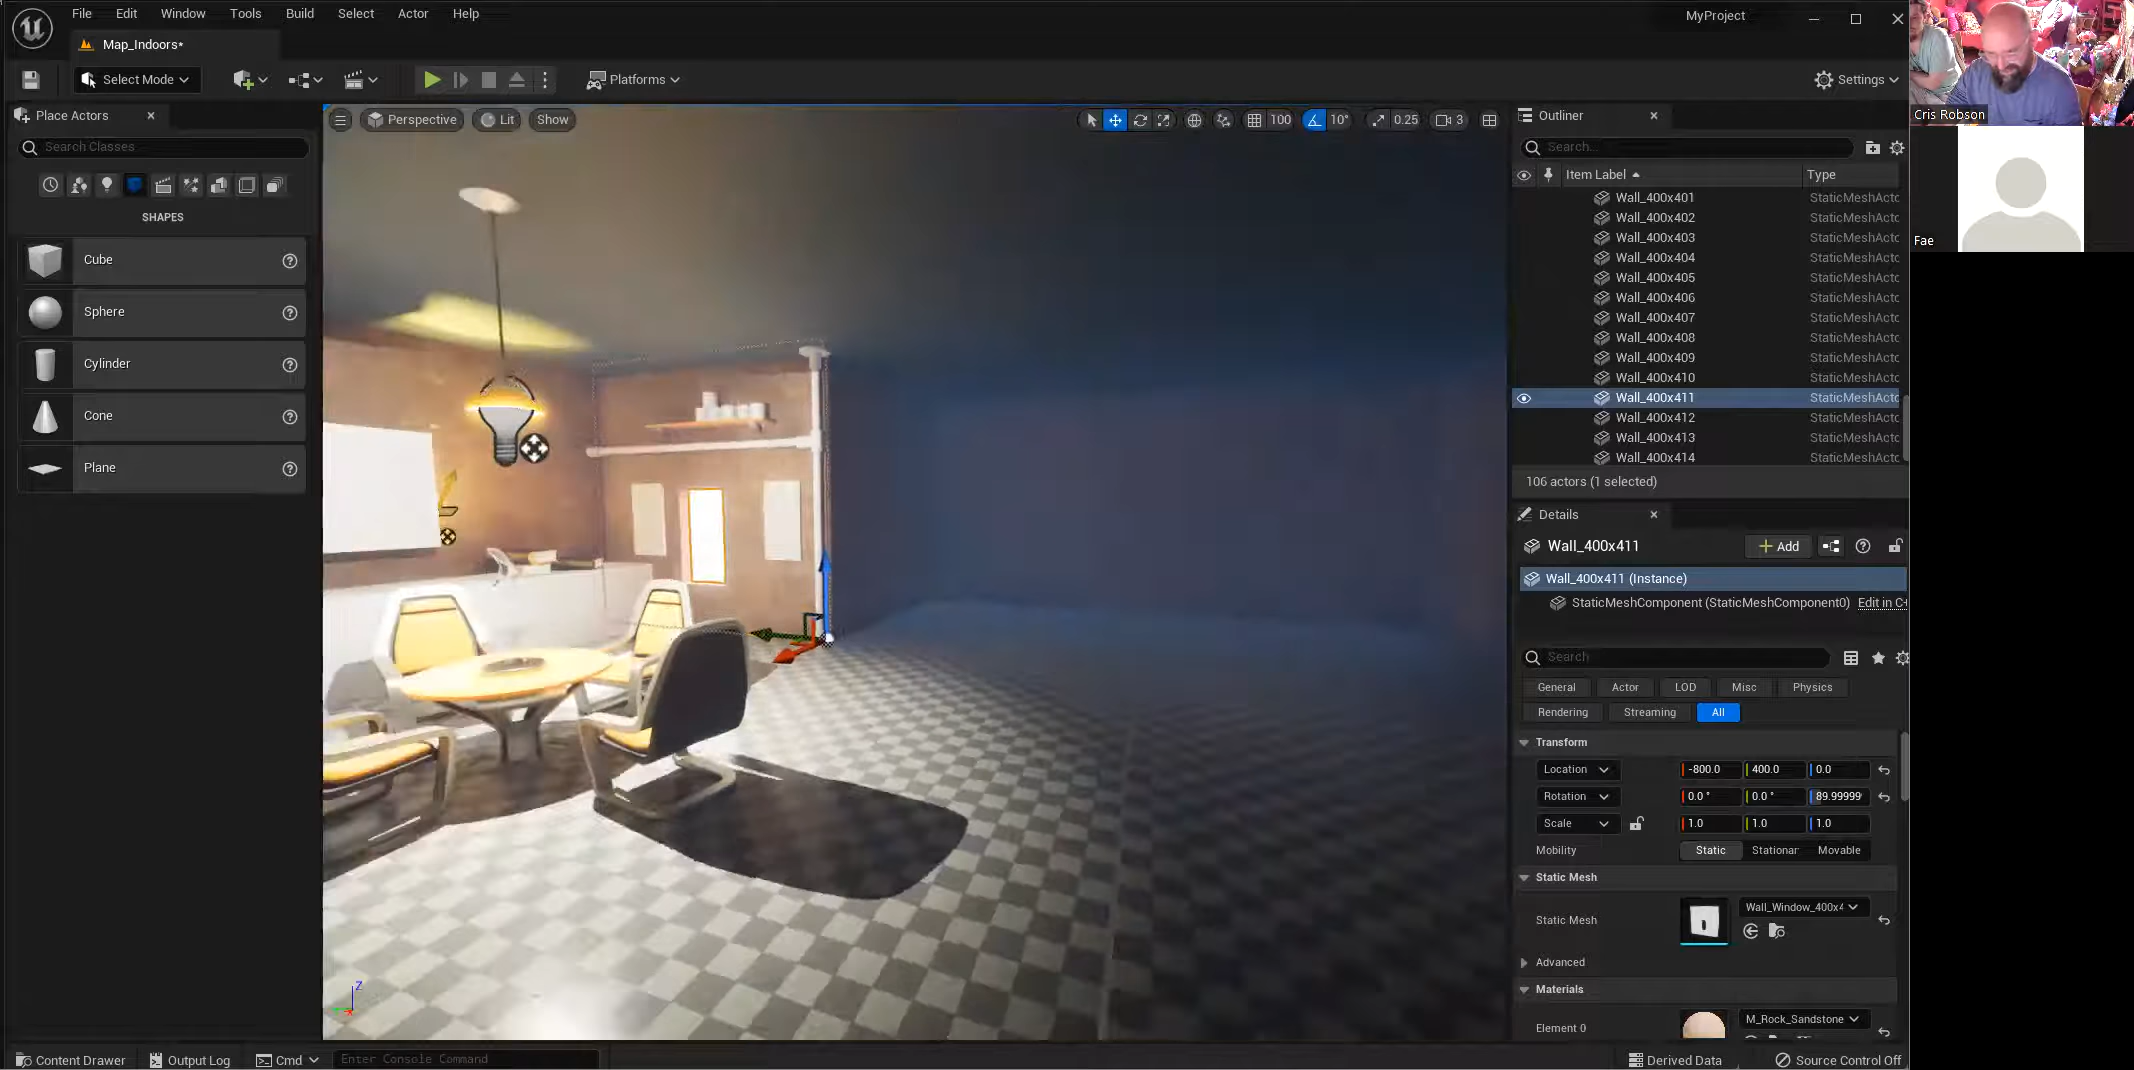 File Edit Window Tools Build Select Actor Help
MyProject
Map_Indoors*
Select Mode
Platforms
Settings
Place Actors
Search Classes
SHAPES
Cube
Sphere
Cylinder
Cone
Plane
Perspective Lit Show
100 10° 0.25 3
Outliner
Search...
Item Label Type
Wall_400x401 StaticMeshActo
Wall_400x402 StaticMeshActo
Wall_400x403 StaticMeshActo
Wall_400x404 StaticMeshActo
Wall_400x405 StaticMeshActo
Wall_400x406 StaticMeshActo
Wall_400x407 StaticMeshActo
Wall_400x408 StaticMeshActo
Wall_400x409 StaticMeshActo
Wall_400x410 StaticMeshActo
Wall_400x411 StaticMeshActo
Wall_400x412 StaticMeshActo
Wall_400x413 StaticMeshActo
Wall_400x414 StaticMeshActo
106 actors (1 selected)
Details
Wall_400x411
Add
Wall_400x411 (Instance)
StaticMeshComponent (StaticMeshComponent0) Edit in C+
Search
General Actor LOD Misc Physics
Rendering Streaming All
Transform
Location -800.0 400.0 0.0
Rotation 0.0 ° 0.0 ° 89.99999
Scale 1.0 1.0 1.0
Mobility Static Stationar Movable
Static Mesh
Static Mesh Wall_Window_400x4
Advanced
Materials
Element 0 M_Rock_Sandstone
Z
Content Drawer Output Log Cmd Enter Console Command
Derived Data Source Control Off
Cris Robson
Fae